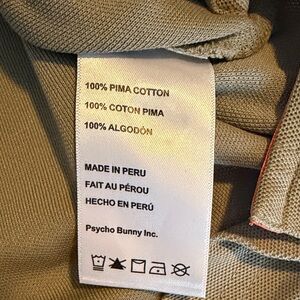 100% PIMA COTTON
100% COTON PIMA
100% ALGODÓN
MADE IN PERU
FAIT AU PÉROU
HECHO EN PERÚ
Psycho Bunny Inc.